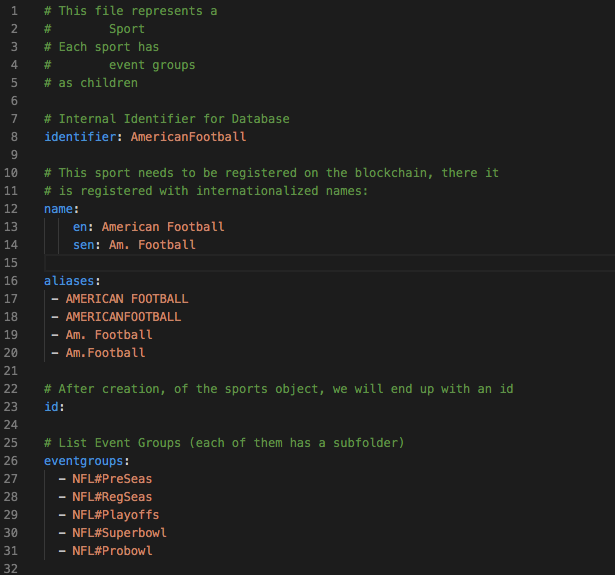 1 # This file represents a
2 #        Sport
3 # Each sport has
4 #        event groups
5 # as children
6
7 # Internal Identifier for Database
8 identifier: AmericanFootball
9
10 # This sport needs to be registered on the blockchain, there it
11 # is registered with internationalized names:
12 name:
13     en: American Football
14     sen: Am. Football
15
16 aliases:
17  - AMERICAN FOOTBALL
18  - AMERICANFOOTBALL
19  - Am. Football
20  - Am.Football
21
22 # After creation, of the sports object, we will end up with an id
23 id:
24
25 # List Event Groups (each of them has a subfolder)
26 eventgroups:
27   - NFL#PreSeas
28   - NFL#RegSeas
29   - NFL#Playoffs
30   - NFL#Superbowl
31   - NFL#Probowl
32